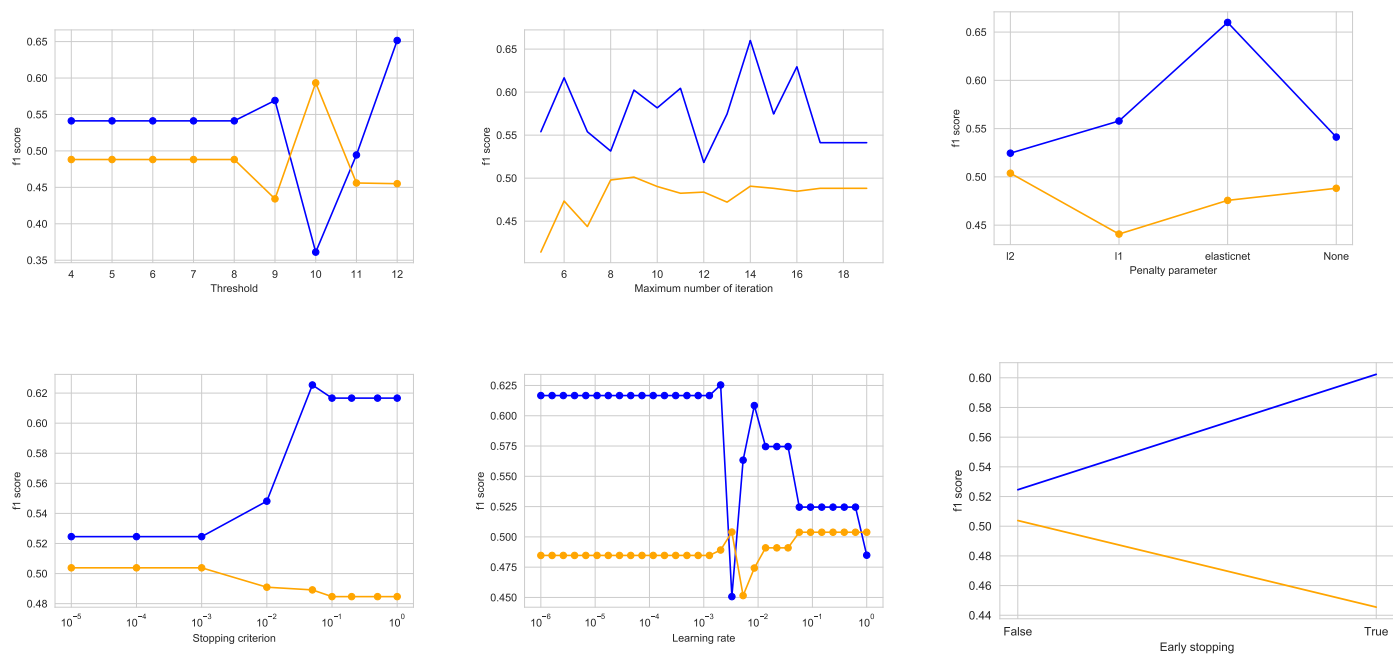 0.65
0.60
0.55
0.50
0.45
0.40
0.35
f1 score
4 5 6 7 8 9 10 11 12
Threshold
0.65
0.60
0.55
0.50
0.45
f1 score
6 8 10 12 14 16 18
Maximum number of iteration
0.65
0.60
0.55
0.50
0.45
f1 score
l2 l1 elasticnet None
Penalty parameter
0.62
0.60
0.58
0.56
0.54
0.52
0.50
0.48
f1 score
10⁻⁵ 10⁻⁴ 10⁻³ 10⁻² 10⁻¹ 10⁰
Stopping criterion
0.625
0.600
0.575
0.550
0.525
0.500
0.475
0.450
f1 score
10⁻⁶ 10⁻⁵ 10⁻⁴ 10⁻³ 10⁻² 10⁻¹ 10⁰
Learning rate
0.60
0.58
0.56
0.54
0.52
0.50
0.48
0.46
0.44
f1 score
False True
Early stopping